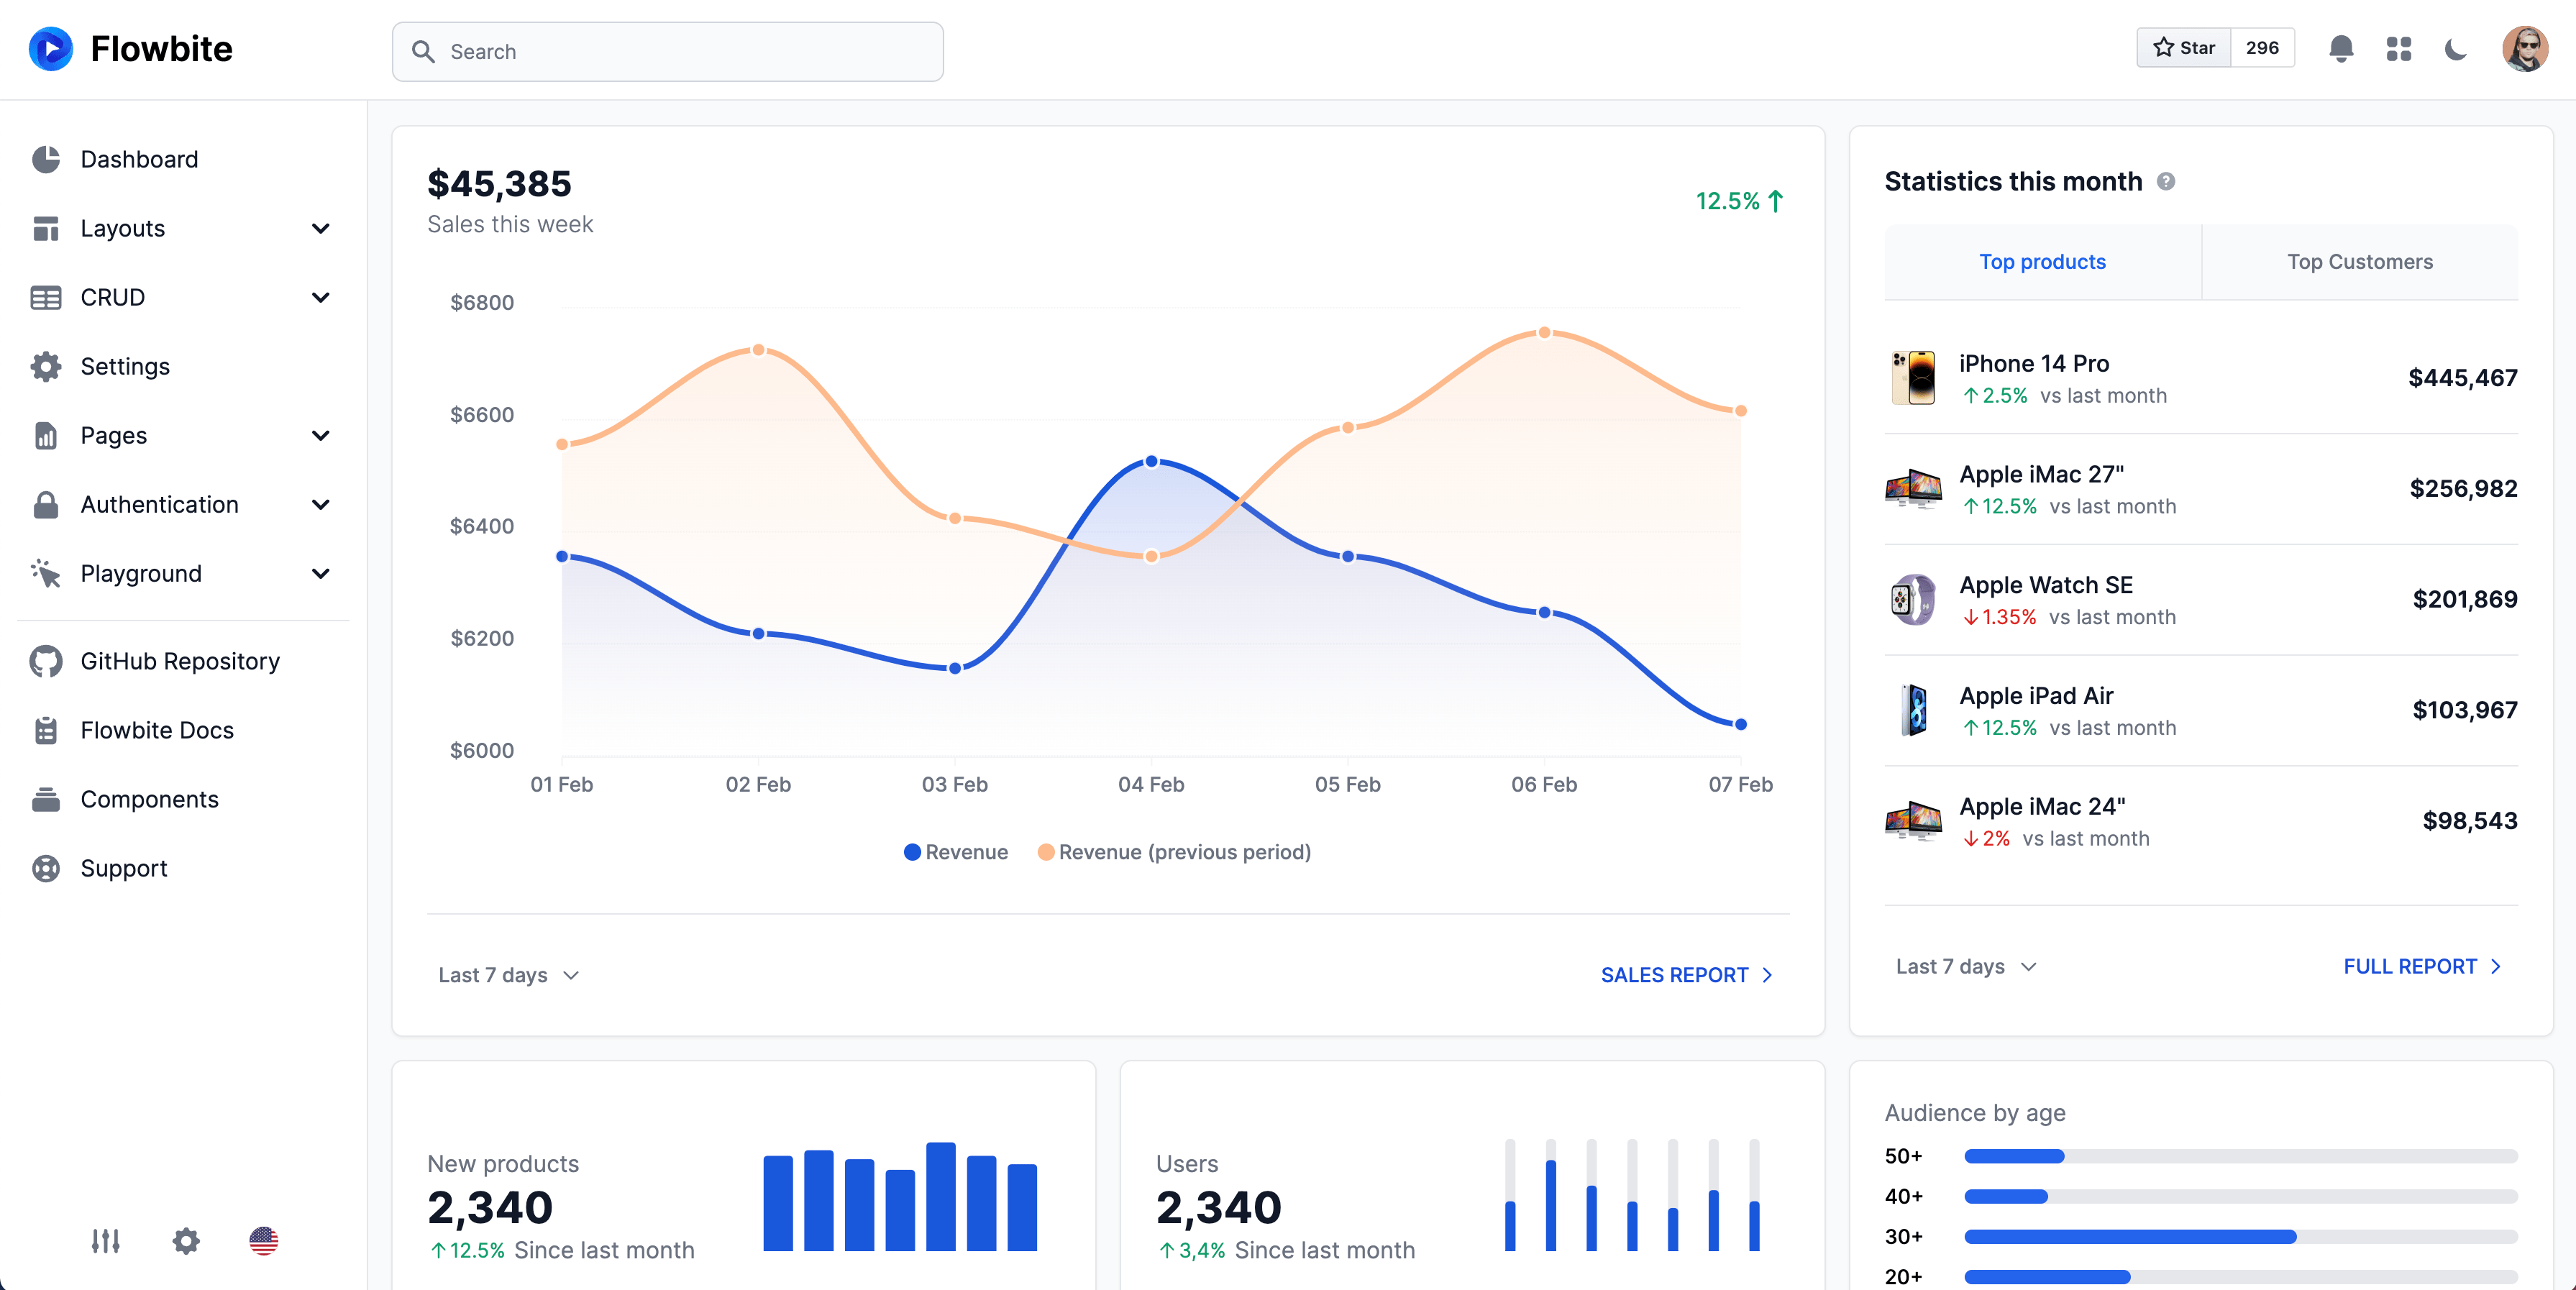 Flowbite
Search
Star 296
Dashboard
Layouts
CRUD
Settings
Pages
Authentication
Playground
GitHub Repository
Flowbite Docs
Components
Support
$45,385
Sales this week
12.5%
$6800
$6600
$6400
$6200
$6000
01 Feb 02 Feb 03 Feb 04 Feb 05 Feb 06 Feb 07 Feb
Revenue Revenue (previous period)
Last 7 days
SALES REPORT
Statistics this month
Top products Top Customers
iPhone 14 Pro
2.5% vs last month
$445,467
Apple iMac 27"
12.5% vs last month
$256,982
Apple Watch SE
1.35% vs last month
$201,869
Apple iPad Air
12.5% vs last month
$103,967
Apple iMac 24"
2% vs last month
$98,543
Last 7 days
FULL REPORT
New products
2,340
12.5% Since last month
Users
2,340
3,4% Since last month
Audience by age
50+
40+
30+
20+